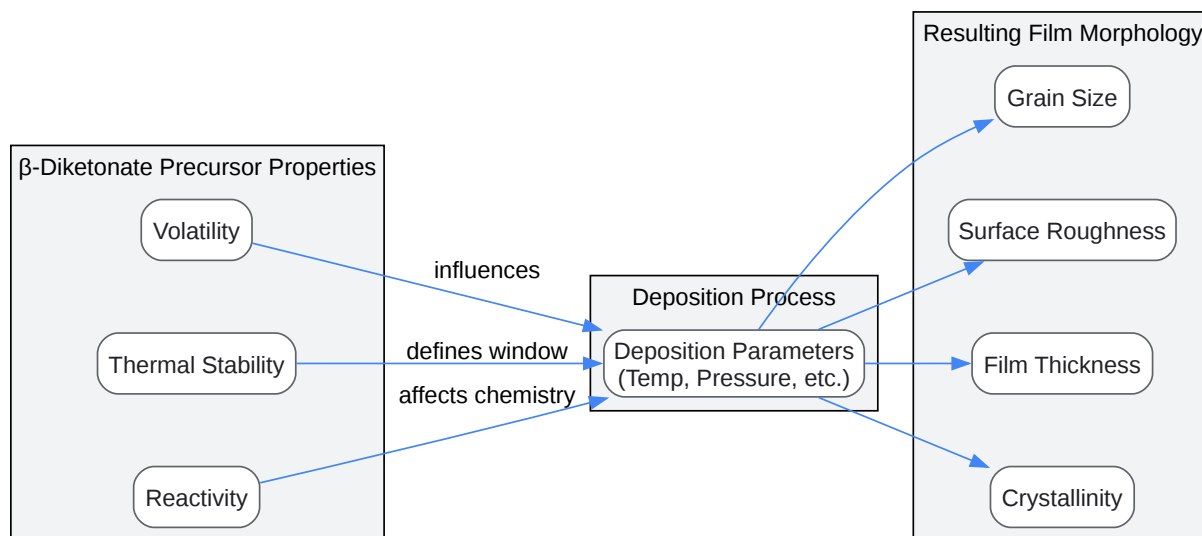 β-Diketonate Precursor Properties
Volatility
Thermal Stability
Reactivity
influences
defines window
affects chemistry
Deposition Process
Deposition Parameters
(Temp, Pressure, etc.)
Resulting Film Morphology
Grain Size
Surface Roughness
Film Thickness
Crystallinity